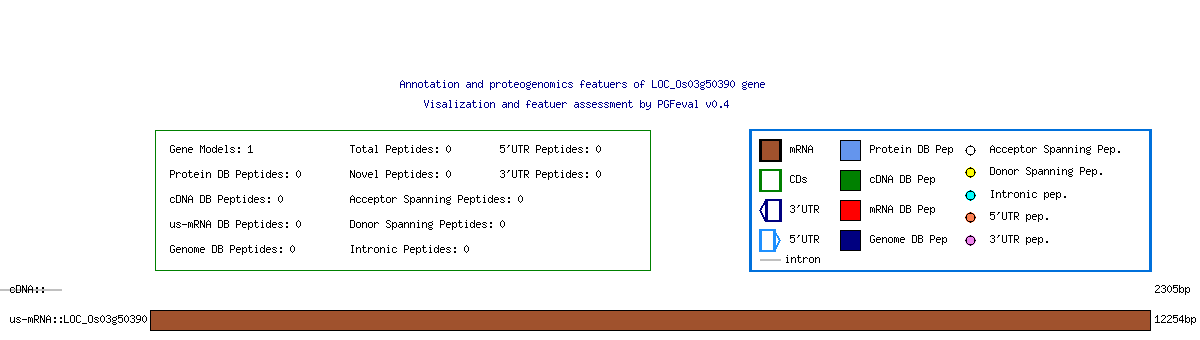 Annotation and proteogenomics featuers of LOC_Os03g50390 gene
Visalization and featuer assessment by PGFeval v0.4
Gene Models: 1 Total Peptides: 0 5'UTR Peptides: 0
Protein DB Peptides: 0 Novel Peptides: 0 3'UTR Peptides: 0
cDNA DB Peptides: 0 Acceptor Spanning Peptides: 0
us-mRNA DB Peptides: 0 Donor Spanning Peptides: 0
Genome DB Peptides: 0 Intronic Peptides: 0
mRNA Protein DB Pep Acceptor Spanning Pep.
CDs cDNA DB Pep Donor Spanning Pep.
3'UTR mRNA DB Pep Intronic pep.
5'UTR Genome DB Pep 5'UTR pep.
intron 3'UTR pep.
cDNA:: 2305bp
us-mRNA::LOC_Os03g50390 12254bp